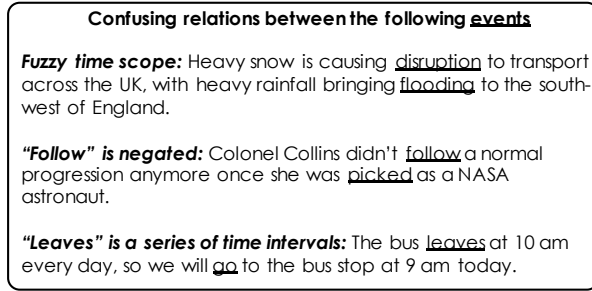 Confusing relations between the following events
Fuzzy time scope: Heavy snow is causing disruption to transport
across the UK, with heavy rainfall bringing flooding to the south-
west of England.
"Follow" is negated: Colonel Collins didn't follow a normal
progression anymore once she was picked as a NASA
astronaut.
"Leaves" is a series of time intervals: The bus leaves at 10 am
every day, so we will go to the bus stop at 9 am today.